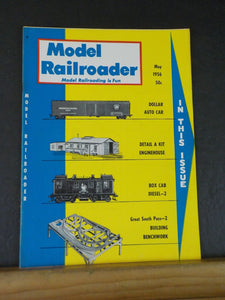 Model
Railroader
Model Railroading is Fun
May
1956
50c
MODEL RAILROADER
IN THIS ISSUE
DOLLAR
AUTO CAR
DETAIL A KIT
ENGINEHOUSE
BOX CAB
DIESEL—2
Great South Pass—2
BUILDING
BENCHWORK